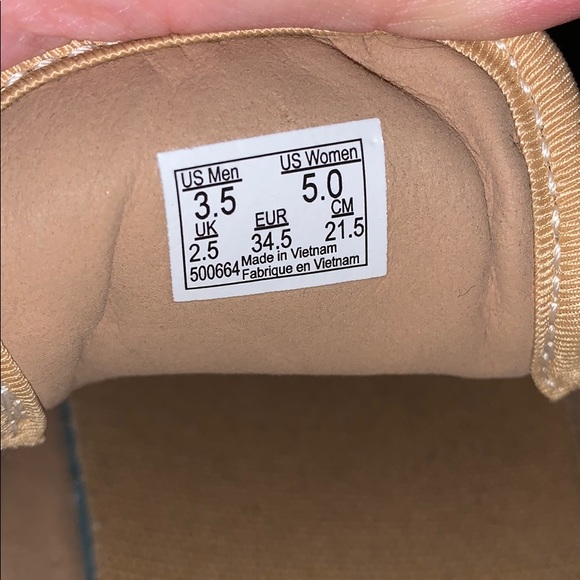 US Men US Women
3.5 5.0
UK EUR CM
2.5 34.5 21.5
500664 Made in Vietnam
Fabrique en Vietnam